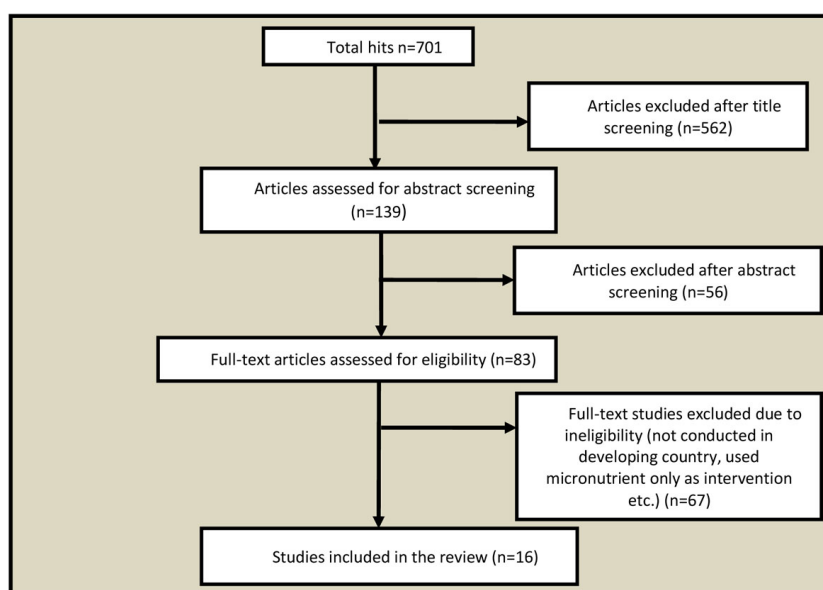 Total hits n=701
Articles excluded after title
screening (n=562)
Articles assessed for abstract screening
(n=139)
Articles excluded after abstract
screening (n=56)
Full-text articles assessed for eligibility (n=83)
Full-text studies excluded due to
ineligibility (not conducted in
developing country, used
micronutrient only as intervention
etc.) (n=67)
Studies included in the review (n=16)